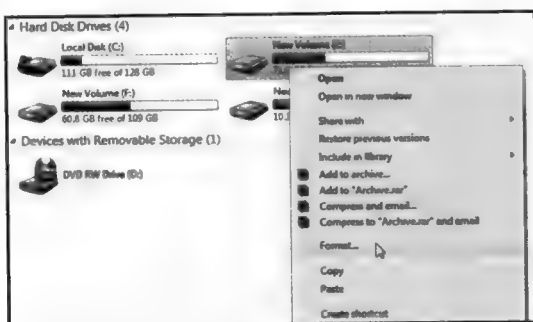 Hard Disk Drives (4)
Local Disk (C:)
111 GB free of 128 GB
New Volume (E:)
New Volume (F:)
60.8 GB free of 109 GB
Devices with Removable Storage (1)
DVD RW Drive (D:)
Open
Open in new window
Share with
Restore previous versions
Include in library
Add to archive...
Add to "Archive.rar"
Compress and email...
Compress to "Archive.rar" and email
Format...
Copy
Paste
Create shortcut